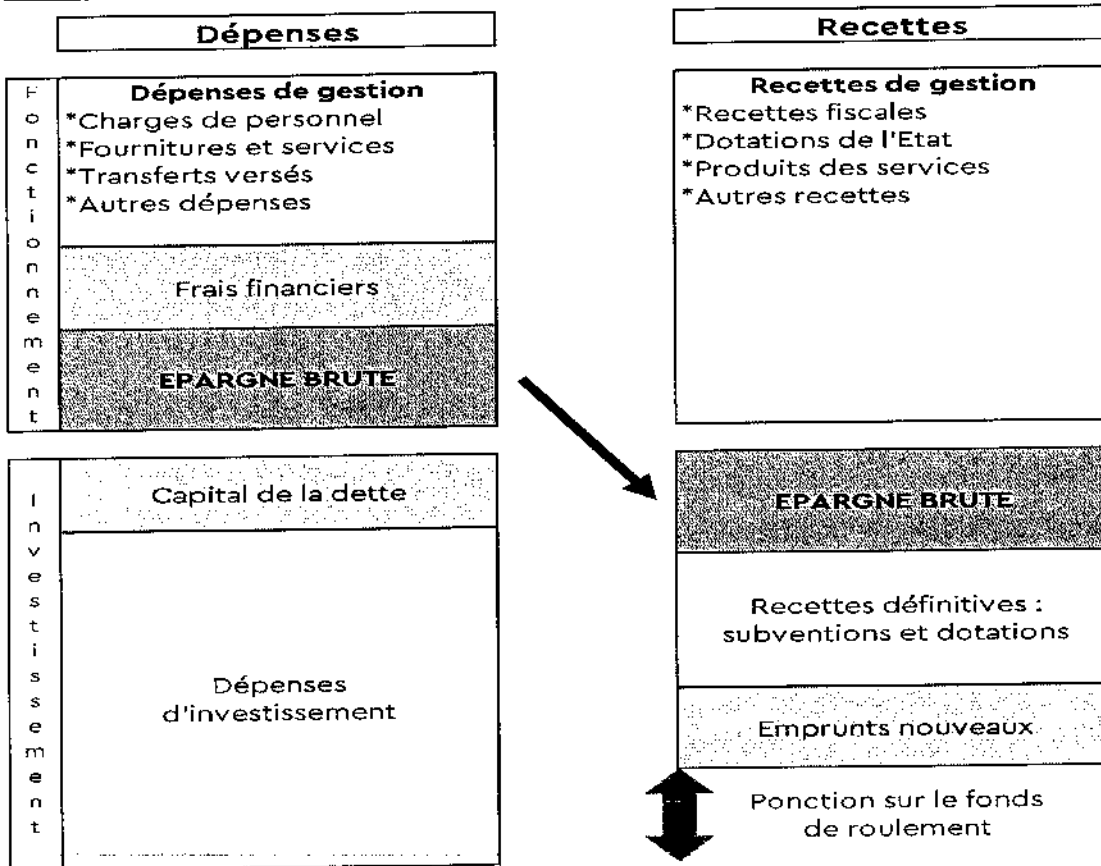 Dépenses
Recettes
Fonctionnement
Dépenses de gestion
*Charges de personnel
*Fournitures et services
*Transferts versés
*Autres dépenses
Frais financiers
EPARGNE BRUTE
Recettes de gestion
*Recettes fiscales
*Dotations de l'Etat
*Produits des services
*Autres recettes
Investissement
Capital de la dette
Dépenses
d'investissement
EPARGNE BRUTE
Recettes définitives :
subventions et dotations
Emprunts nouveaux
Ponction sur le fonds
de roulement